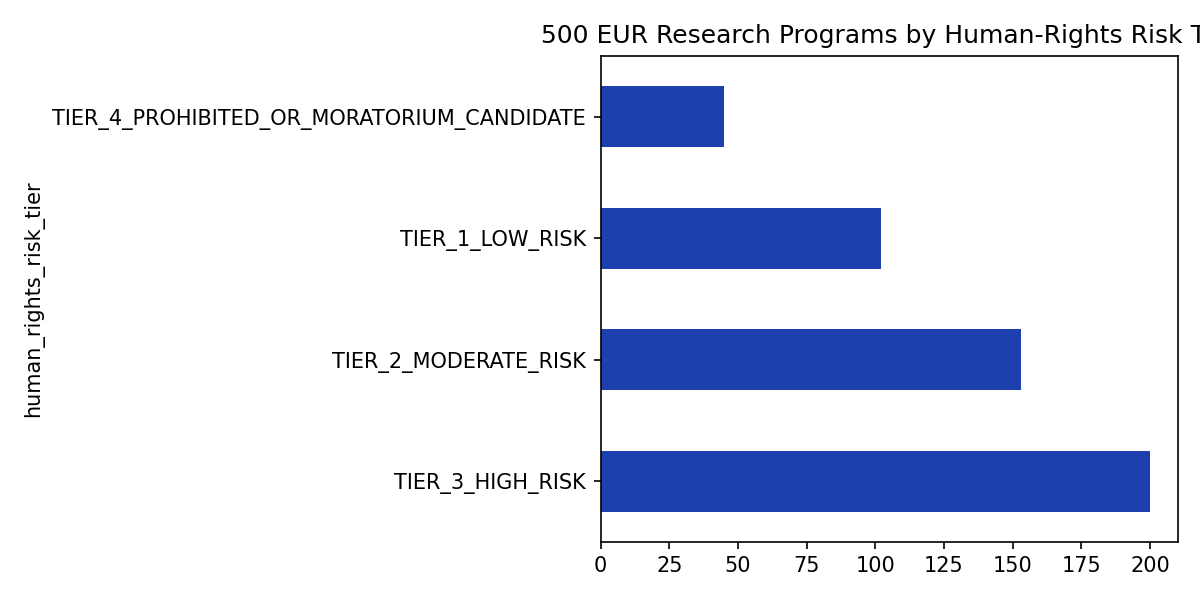 500 EUR Research Programs by Human-Rights Risk T
TIER_4_PROHIBITED_OR_MORATORIUM_CANDIDATE
TIER_1_LOW_RISK
TIER_2_MODERATE_RISK
TIER_3_HIGH_RISK
human_rights_risk_tier
0 25 50 75 100 125 150 175 200